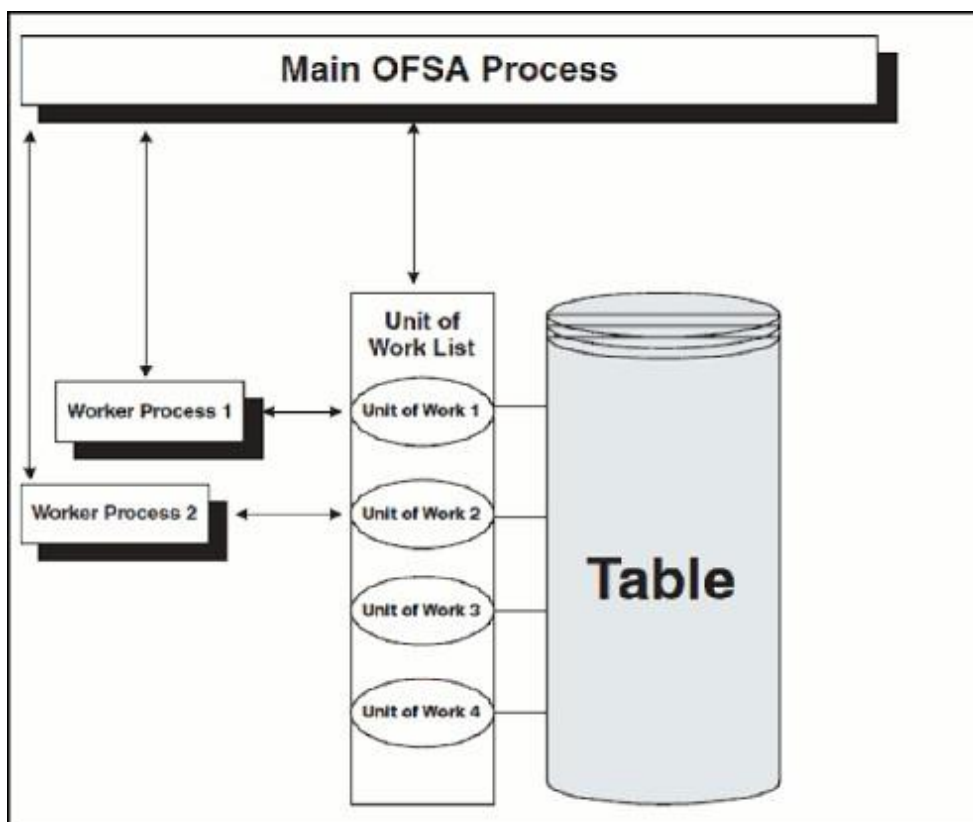 Main OFSA Process
Unit of
Work List
Worker Process 1
Unit of Work 1
Worker Process 2
Unit of Work 2
Unit of Work 3
Unit of Work 4
Table